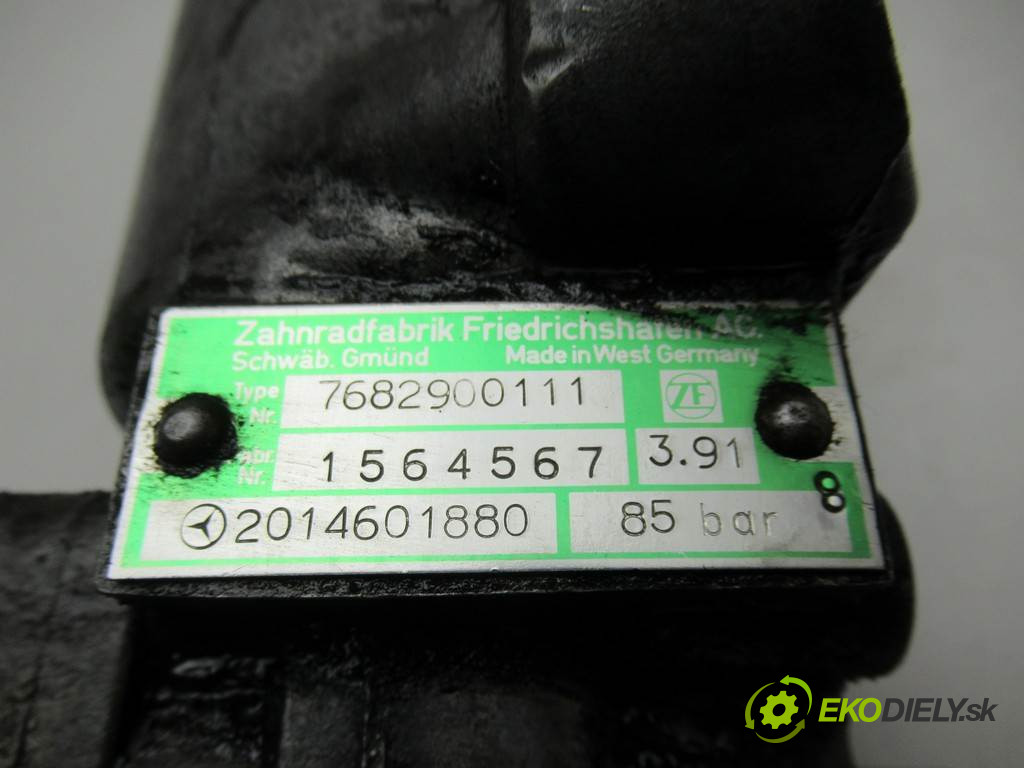 Zahnradfabrik Friedrichshafen AG.
Schwäb. Gmünd Made in West Germany
Type Nr. 7682900111 ZF
Fabr. Nr. 1564567 3.91
2014601880 85 bar 8
EKODIELY.sk